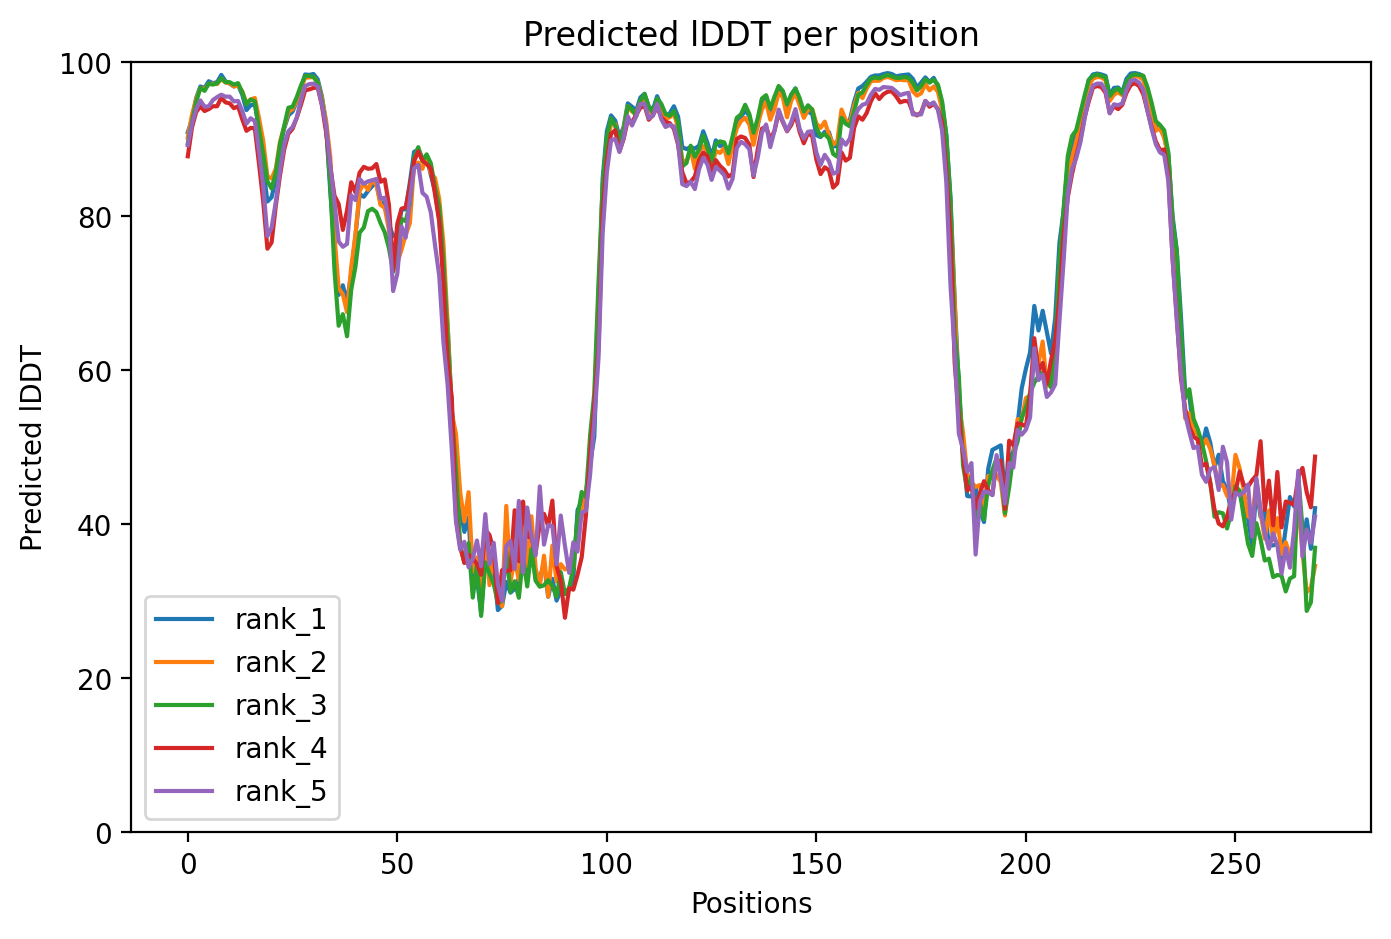 Predicted lDDT per position
100
80
60
40
20
0
Predicted lDDT
rank_1
rank_2
rank_3
rank_4
rank_5
0 50 100 150 200 250
Positions